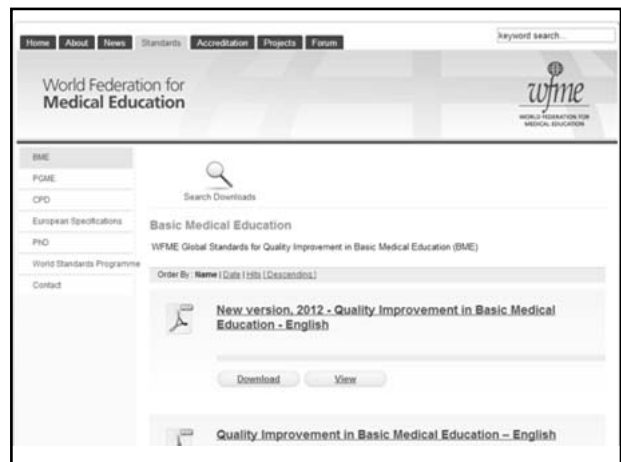 Home About News Standards Accreditation Projects Forum
keyword search...
World Federation for
Medical Education
wfme
WORLD FEDERATION FOR
MEDICAL EDUCATION
BME
PGME
CPD
European Specifications
PhD
World Standards Programme
Contact
Search Downloads
Basic Medical Education
WFME Global Standards for Quality Improvement in Basic Medical Education (BME)
Order By : Name | Date | Hits [ Descending ]
New version, 2012 - Quality Improvement in Basic Medical
Education - English
Download View
Quality Improvement in Basic Medical Education – English